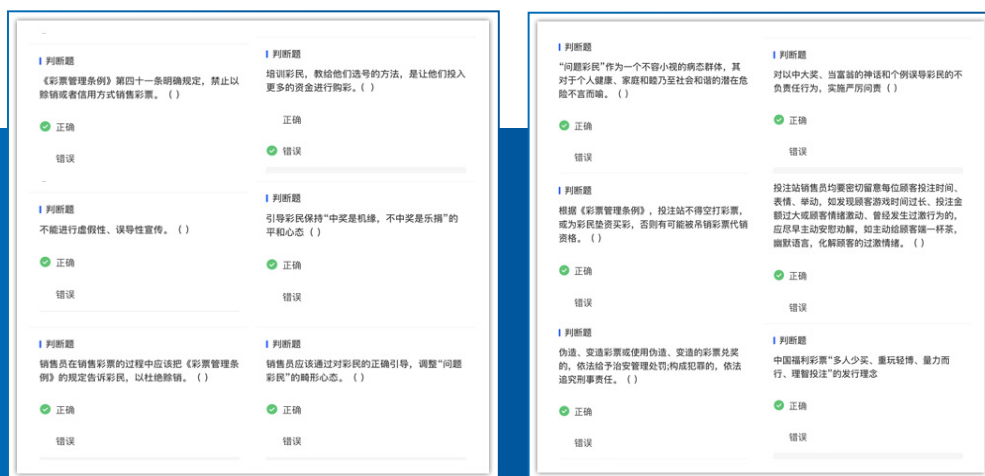 判断题
《彩票管理条例》第四十一条明确规定，禁止以
赊销或者信用方式销售彩票。（ ）
正确
错误
判断题
不能进行虚假性、误导性宣传。（ ）
正确
错误
判断题
销售员在销售彩票的过程中应该把《彩票管理条
例》的规定告诉彩民，以杜绝赊销。（ ）
正确
错误
判断题
培训彩民，教给他们选号的方法，是让他们投入
更多的资金进行购彩。（ ）
正确
错误
判断题
引导彩民保持“中奖是机缘，不中奖是乐捐”的
平和心态（ ）
正确
错误
判断题
销售员应该通过对彩民的正确引导，调整“问题
彩民”的畸形心态。（ ）
正确
错误
判断题
“问题彩民”作为一个不容小视的病态群体，其
对于个人健康、家庭和睦乃至社会和谐的潜在危
险不言而喻。（ ）
正确
错误
判断题
根据《彩票管理条例》，投注站不得空打彩票，
或为彩民垫资买彩，否则有可能被吊销彩票代销
资格。（ ）
正确
错误
判断题
伪造、变造彩票或使用伪造、变造的彩票兑奖
的，依法给予治安管理处罚;构成犯罪的，依法
追究刑事责任。（ ）
正确
错误
判断题
对以中大奖、当富翁的神话和个例误导彩民的不
负责任行为，实施严厉问责（ ）
正确
错误
投注站销售员均要密切留意每位顾客投注时间、
表情、举动，如发现顾客游戏时间过长、投注金
额过大或顾客情绪激动、曾经发生过激行为的，
应尽早主动安慰劝解，如主动给顾客端一杯茶，
幽默语言，化解顾客的过激情绪。（ ）
正确
错误
判断题
中国福利彩票“多人少买、重玩轻博、量力而
行、理智投注”的发行理念
正确
错误